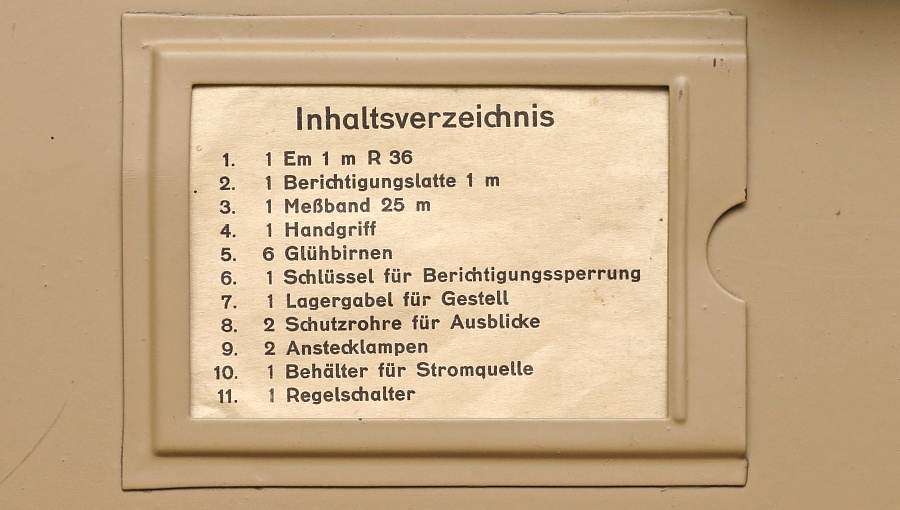 Inhaltsverzeichnis
1. 1 Em 1 m R 36
2. 1 Berichtigungslatte 1 m
3. 1 Meßband 25 m
4. 1 Handgriff
5. 6 Glühbirnen
6. 1 Schlüssel für Berichtigungssperrung
7. 1 Lagergabel für Gestell
8. 2 Schutzrohre für Ausblicke
9. 2 Anstecklampen
10. 1 Behälter für Stromquelle
11. 1 Regelschalter